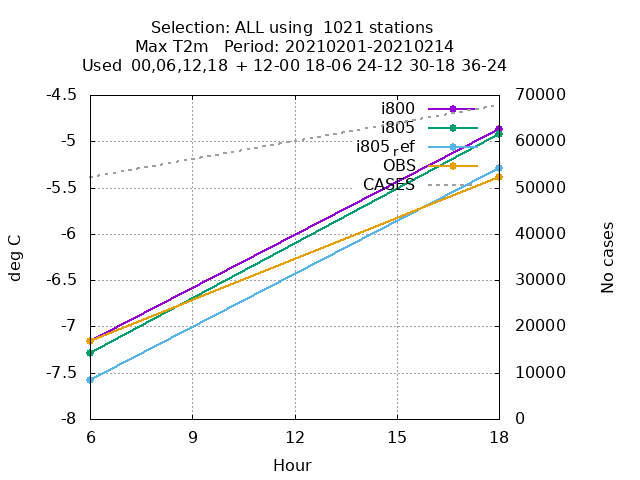 Selection: ALL using  1021 stations
Max T2m   Period: 20210201-20210214
Used  00,06,12,18 + 12-00 18-06 24-12 30-18 36-24
-4.5
-5
-5.5
-6
-6.5
-7
-7.5
-8
70000
60000
50000
40000
30000
20000
10000
0
i800
i805
i805ref
OBS
CASES
deg C
No cases
6 9 12 15 18
Hour